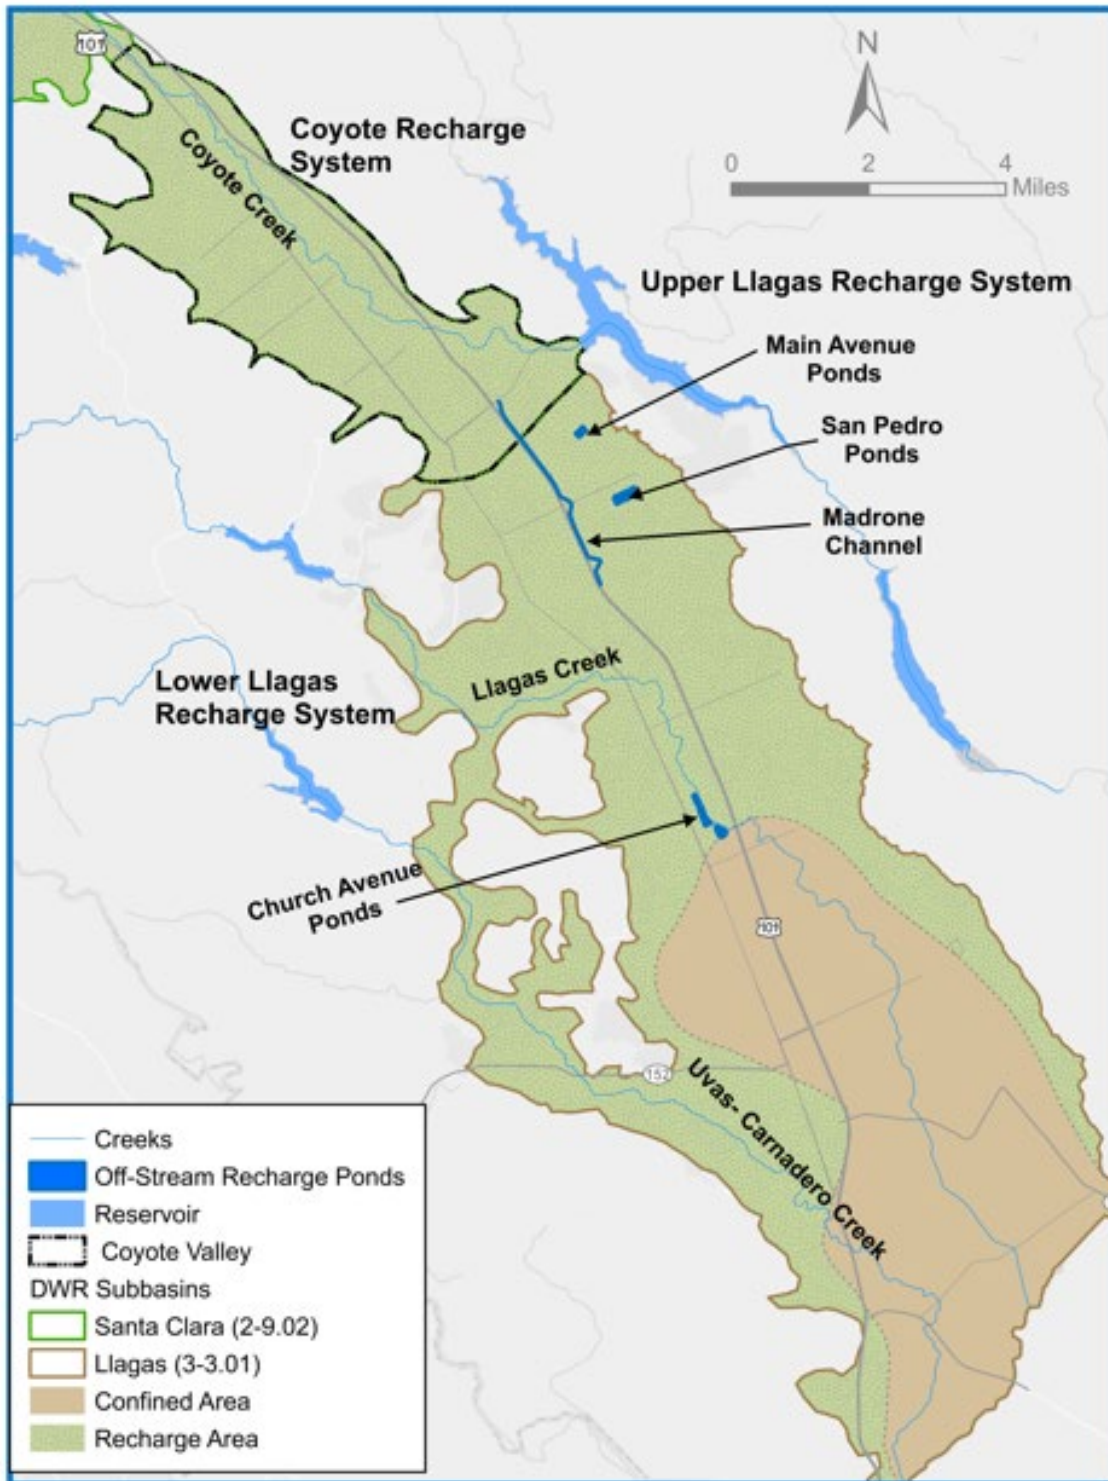 101
N
Coyote Recharge
System
Coyote Creek
0 2 4
Miles
Upper Llagas Recharge System
Main Avenue
Ponds
San Pedro
Ponds
Madrone
Channel
Llagas Creek
Lower Llagas
Recharge System
Church Avenue
Ponds
101
152
Uvas- Carnadero Creek
Creeks
Off-Stream Recharge Ponds
Reservoir
Coyote Valley
DWR Subbasins
Santa Clara (2-9.02)
Llagas (3-3.01)
Confined Area
Recharge Area